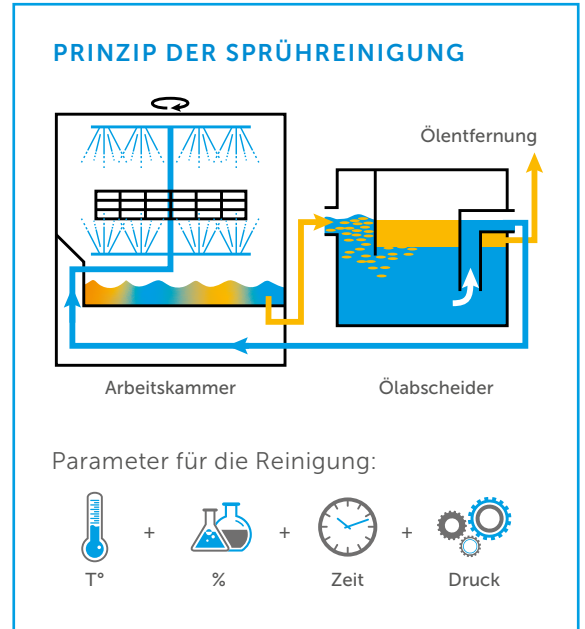 PRINZIP DER SPRÜHREINIGUNG
Ölentfernung
Arbeitskammer
Ölabscheider
Parameter für die Reinigung:
+ + +
T° % Zeit Druck